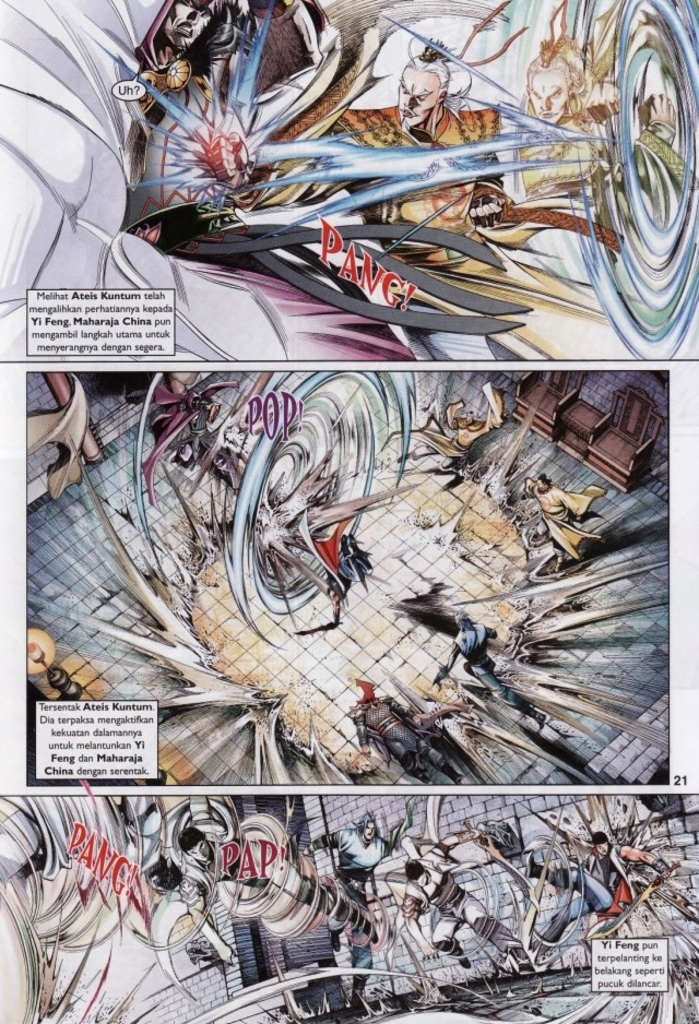 Uh?
PANG!
Melihat Ateis Kuntum telah
mengalihkan perhatiannya kepada
Yi Feng, Maharaja China pun
mengambil langkah utama untuk
menyerangnya dengan segera.
POP!
Tersentak Ateis Kuntum.
Dia terpaksa mengaktifkan
kekuatan dalamannya
untuk melantunkan Yi
Feng dan Maharaja
China dengan serentak.
21
PANG!
PAP!
Yi Feng pun
terpelanting ke
belakang seperti
pucuk dilancar.